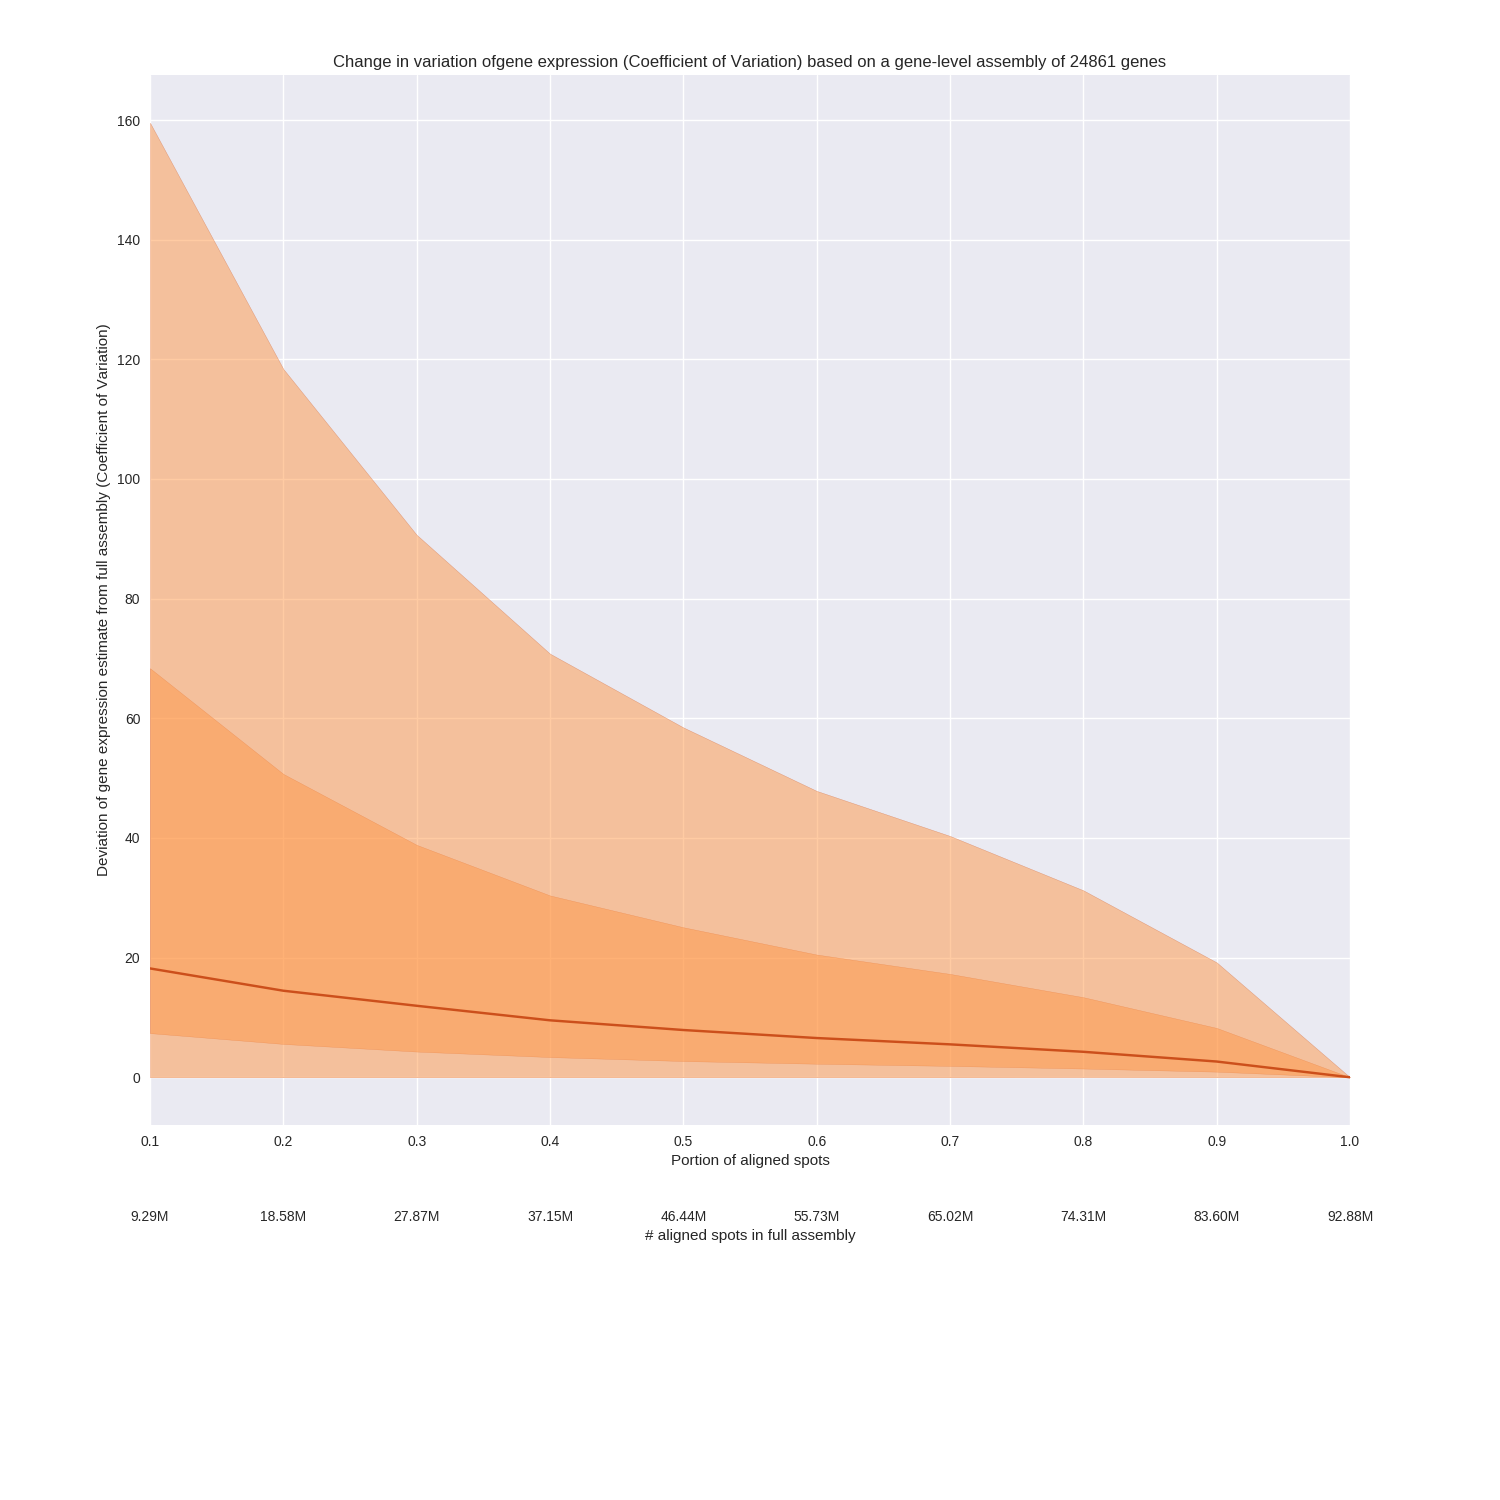 Change in variation ofgene expression (Coefficient of Variation) based on a gene-level assembly of 24861 genes
Deviation of gene expression estimate from full assembly (Coefficient of Variation)
160
140
120
100
80
60
40
20
0
0.1 0.2 0.3 0.4 0.5 0.6 0.7 0.8 0.9 1.0
Portion of aligned spots
9.29M 18.58M 27.87M 37.15M 46.44M 55.73M 65.02M 74.31M 83.60M 92.88M
# aligned spots in full assembly